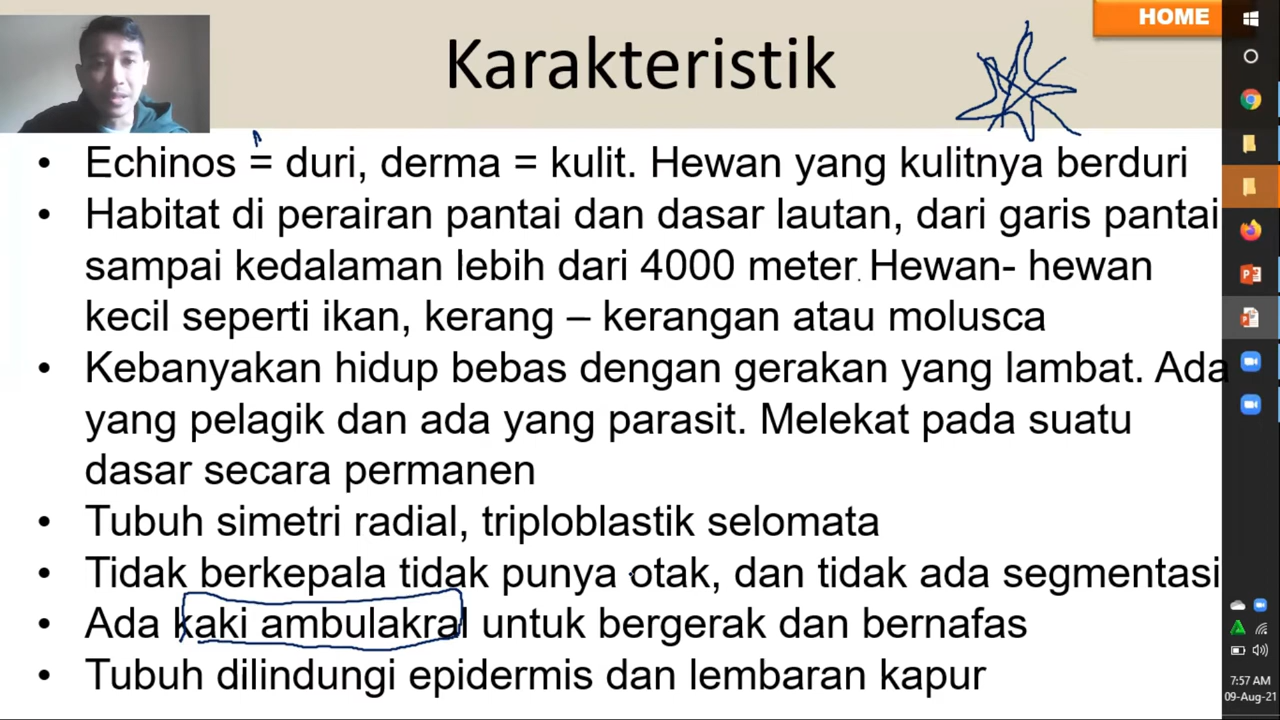 HOME
Karakteristik
• Echinos = duri, derma = kulit. Hewan yang kulitnya berduri
• Habitat di perairan pantai dan dasar lautan, dari garis pantai
sampai kedalaman lebih dari 4000 meter. Hewan- hewan
kecil seperti ikan, kerang – kerangan atau molusca
• Kebanyakan hidup bebas dengan gerakan yang lambat. Ada
yang pelagik dan ada yang parasit. Melekat pada suatu
dasar secara permanen
• Tubuh simetri radial, triploblastik selomata
• Tidak berkepala tidak punya otak, dan tidak ada segmentasi
• Ada kaki ambulakral untuk bergerak dan bernafas
• Tubuh dilindungi epidermis dan lembaran kapur
7:57 AM
09-Aug-21